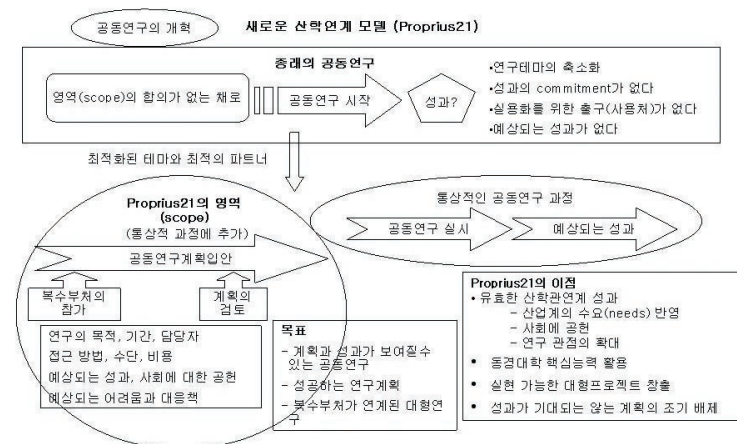 공동연구의 개혁
새로운 산학연계 모델 (Proprius21)
종래의 공동연구
영역(scope)의 합의가 없는 채로
공동연구 시작
성과?
•연구테마의 축소화
•성과의 commitment가 없다
•실용화를 위한 출구(사용처)가 없다
•예상되는 성과가 없다
최적화된 테마와 최적의 파트너
Proprius21의 영역
(scope)
(통상적 과정에 추가)
공동연구계획입안
복수부처의
참가
계획의
검토
연구의 목적, 기간, 담당자
접근 방법, 수단, 비용
예상되는 성과, 사회에 대한 공헌
예상되는 어려움과 대응책
통상적인 공동연구 과정
공동연구 실시
예상되는 성과
목표
– 계획과 성과가 보여질수
있는 공동연구
– 성공하는 연구계획
– 복수부처가 연계된 대형연
구
Proprius21의 이점
• 유효한 산학관연계 성과
– 산업계의 수요(needs) 반영
– 사회에 공헌
– 연구 관점의 확대
• 동경대학 핵심능력 활용
• 실현 가능한 대형프로젝트 창출
• 성과가 기대되는 않는 계획의 조기 배제